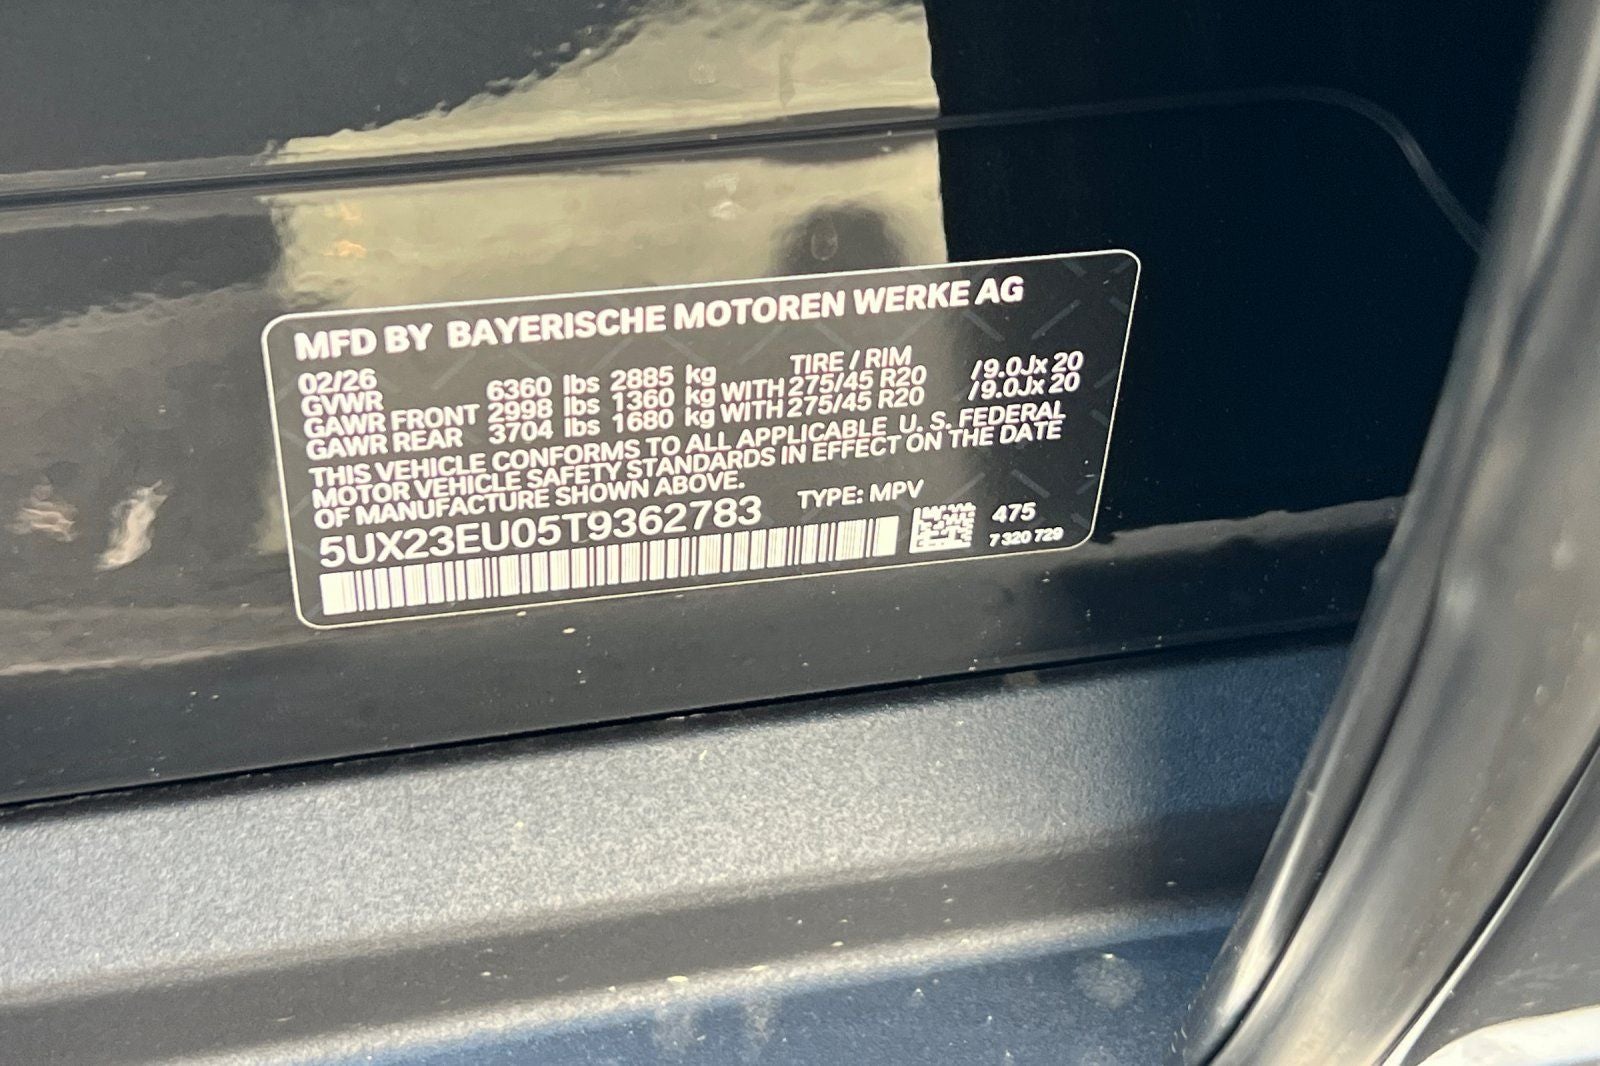 MFD BY BAYERISCHE MOTOREN WERKE AG
02/26 TIRE / RIM
GVWR 6360 lbs 2885 kg
GAWR FRONT 2998 lbs 1360 kg WITH 275/45 R20 /9.0Jx 20
GAWR REAR 3704 lbs 1680 kg WITH 275/45 R20 /9.0Jx 20
THIS VEHICLE CONFORMS TO ALL APPLICABLE U. S. FEDERAL
MOTOR VEHICLE SAFETY STANDARDS IN EFFECT ON THE DATE
OF MANUFACTURE SHOWN ABOVE.
5UX23EU05T9362783 TYPE: MPV
475
7 320 729